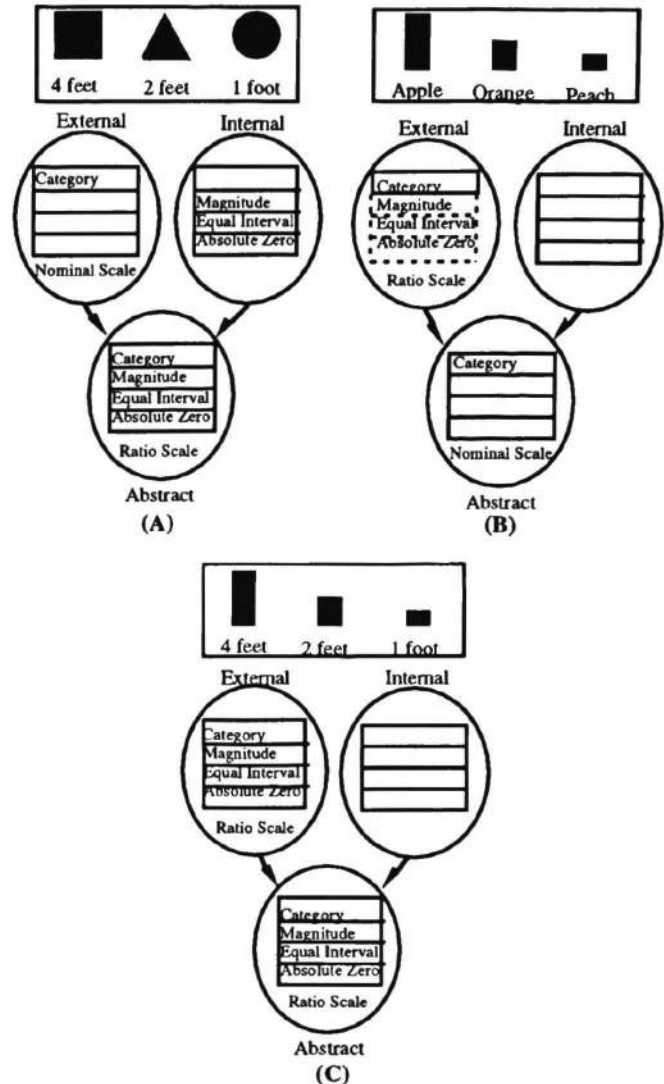 4 feet 2 feet 1 foot
External Internal
Category
Magnitude
Equal Interval
Absolute Zero
Nominal Scale
Category
Magnitude
Equal Interval
Absolute Zero
Ratio Scale
Abstract
(A)
Apple Orange Peach
External Internal
Category
Magnitude
Equal Interval
Absolute Zero
Ratio Scale
Category
Nominal Scale
Abstract
(B)
4 feet 2 feet 1 foot
External Internal
Category
Magnitude
Equal Interval
Absolute Zero
Ratio Scale
Category
Magnitude
Equal Interval
Absolute Zero
Ratio Scale
Abstract
(C)